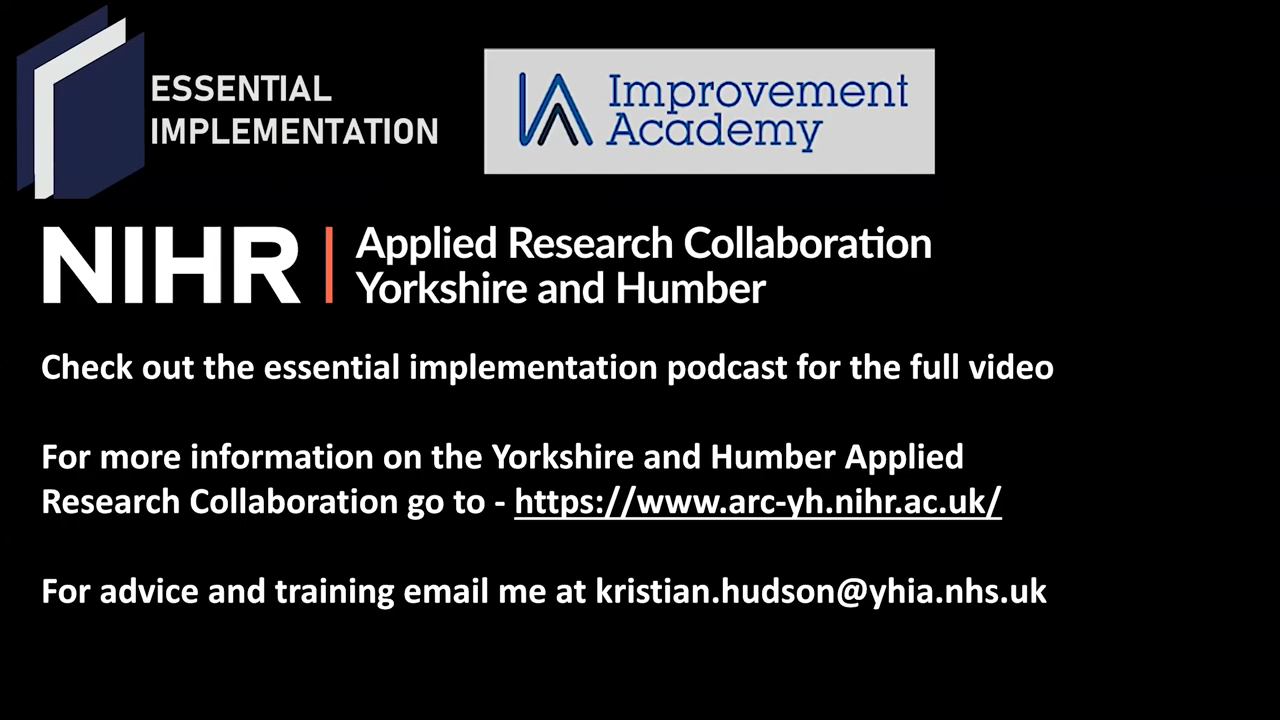 ESSENTIAL
IMPLEMENTATION
Improvement
Academy
NIHR | Applied Research Collaboration
Yorkshire and Humber
Check out the essential implementation podcast for the full video
For more information on the Yorkshire and Humber Applied
Research Collaboration go to - https://www.arc-yh.nihr.ac.uk/
For advice and training email me at kristian.hudson@yhia.nhs.uk